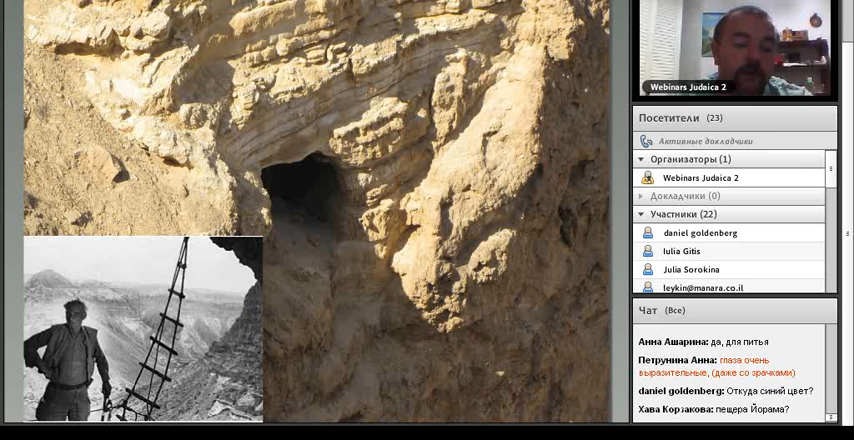 Webinars Judaica 2
Посетители (23)
Активные докладчики
Организаторы (1)
Webinars Judaica 2
Докладчики (0)
Участники (22)
daniel goldenberg
Iulia Gitis
Julia Sorokina
leykin@manara.co.il
Чат (Все)
Анна Ашарина: да, для питья
Петрунина Анна: глаза очень
выразительные, (даже со зрачками)
daniel goldenberg: Откуда синий цвет?
Хава Корзакова: пещера Йорама?